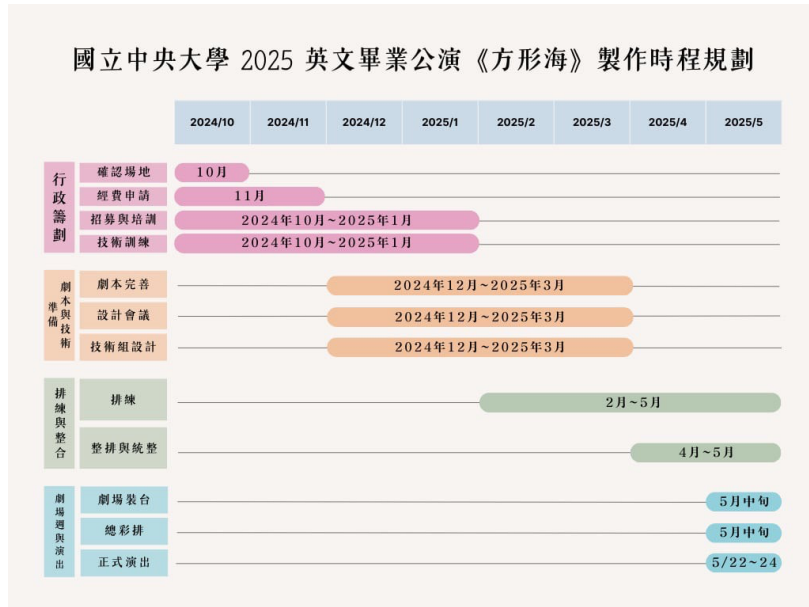 國立中央大學 2025 英文畢業公演《方形海》製作時程規劃
2024/10 2024/11 2024/12 2025/1 2025/2 2025/3 2025/4 2025/5
行政籌劃
確認場地 10月
經費申請 11月
招募與培訓 2024年10月~2025年1月
技術訓練 2024年10月~2025年1月
劇本與技術準備
劇本完善 2024年12月~2025年3月
設計會議 2024年12月~2025年3月
技術組設計 2024年12月~2025年3月
排練與整合
排練 2月~5月
整排與統整 4月~5月
劇場週與演出
劇場裝台 5月中旬
總彩排 5月中旬
正式演出 5/22~24